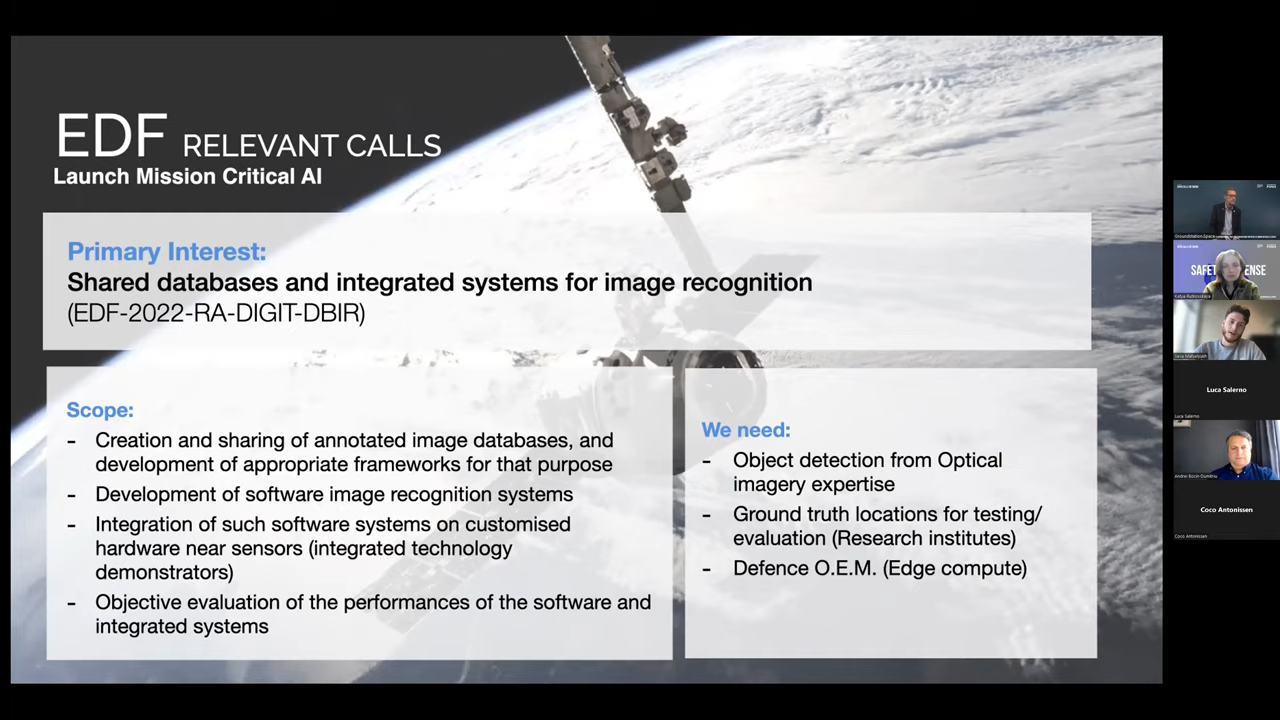 EDF RELEVANT CALLS
Launch Mission Critical AI
Primary Interest:
Shared databases and integrated systems for image recognition
(EDF-2022-RA-DIGIT-DBIR)
Scope:
- Creation and sharing of annotated image databases, and
development of appropriate frameworks for that purpose
- Development of software image recognition systems
- Integration of such software systems on customised
hardware near sensors (integrated technology
demonstrators)
- Objective evaluation of the performances of the software and
integrated systems
We need:
- Object detection from Optical
imagery expertise
- Ground truth locations for testing/
evaluation (Research institutes)
- Defence O.E.M. (Edge compute)
Groundstation.Space
SAFE
ENSE
Luca Salerno
Luca Salerno
Coco Antonissen
Coco Antonissen